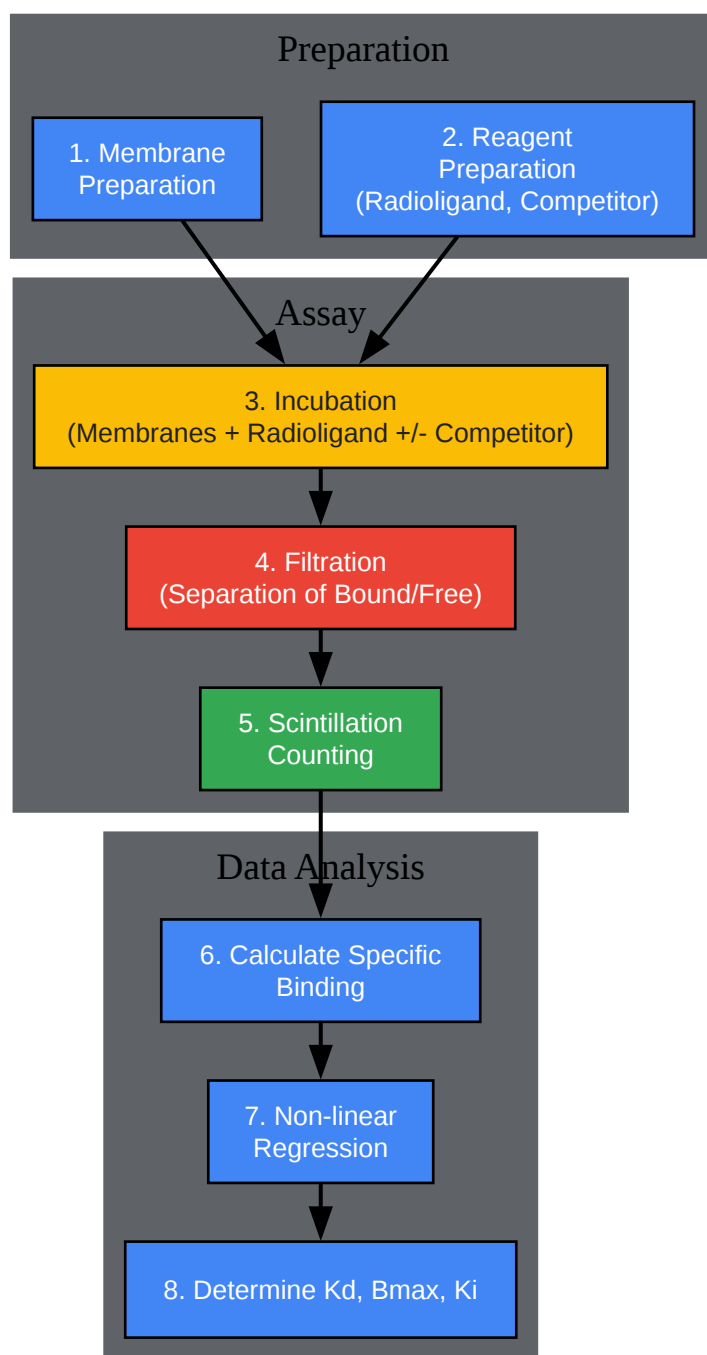 Preparation
1. Membrane
Preparation
2. Reagent
Preparation
(Radioligand, Competitor)
Assay
3. Incubation
(Membranes + Radioligand +/- Competitor)
4. Filtration
(Separation of Bound/Free)
5. Scintillation
Counting
Data Analysis
6. Calculate Specific
Binding
7. Non-linear
Regression
8. Determine Kd, Bmax, Ki